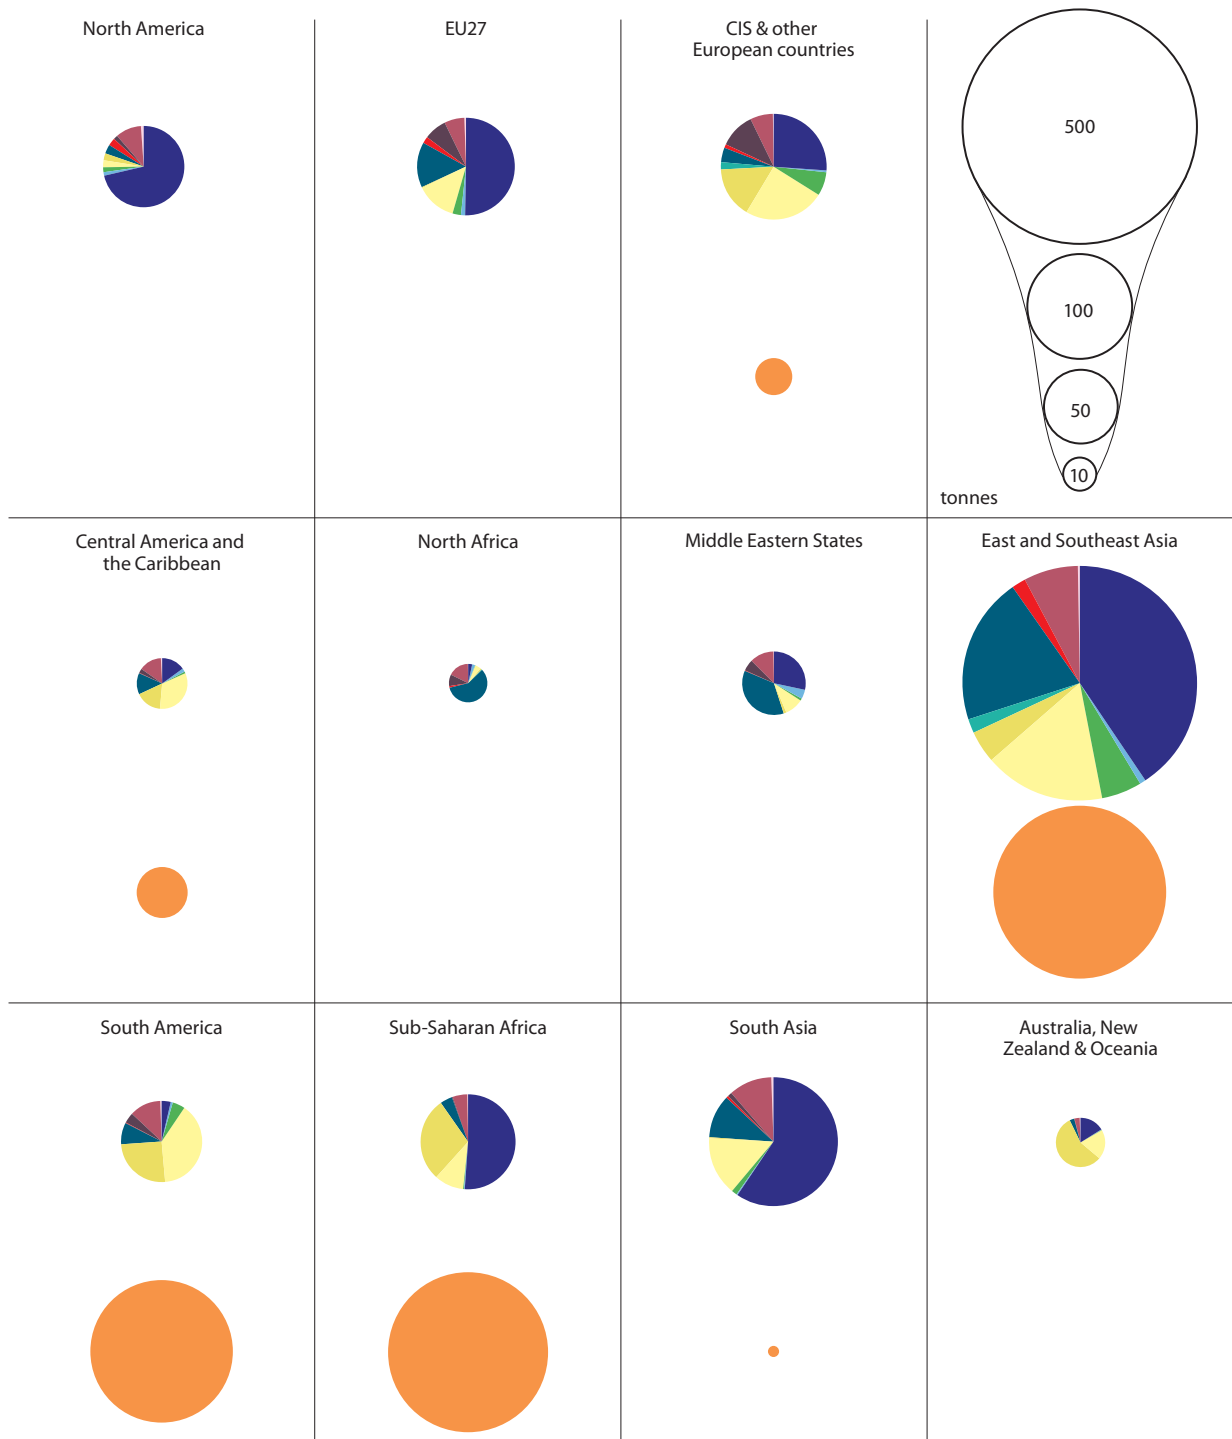 North America
EU27
CIS & other
European countries
500
100
50
10
tonnes
Central America and
the Caribbean
North Africa
Middle Eastern States
East and Southeast Asia
South America
Sub-Saharan Africa
South Asia
Australia, New
Zealand & Oceania